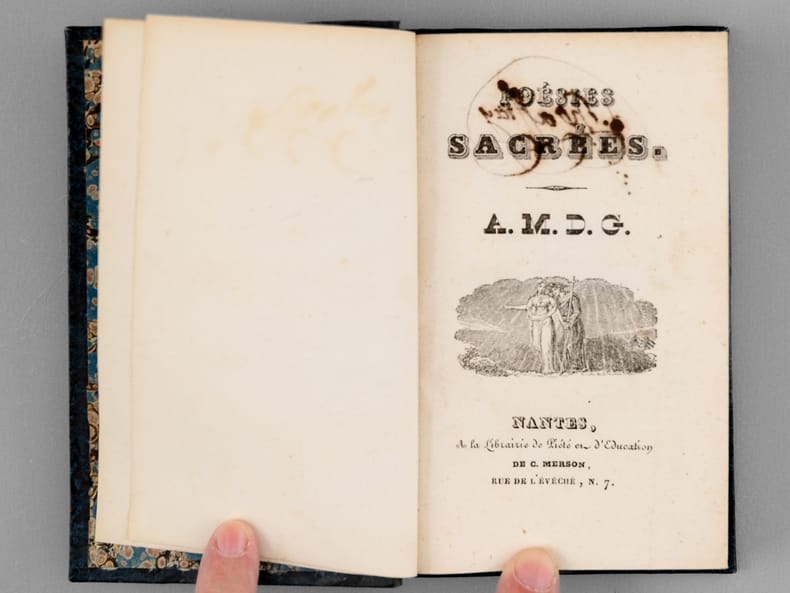 POÉSIES
SACRÉES.
A. M. D. G.
NANTES,
A la Librairie de Piété et d'Education
DE C. MERSON,
RUE DE L'ÉVÊCHÉ, N. 7.